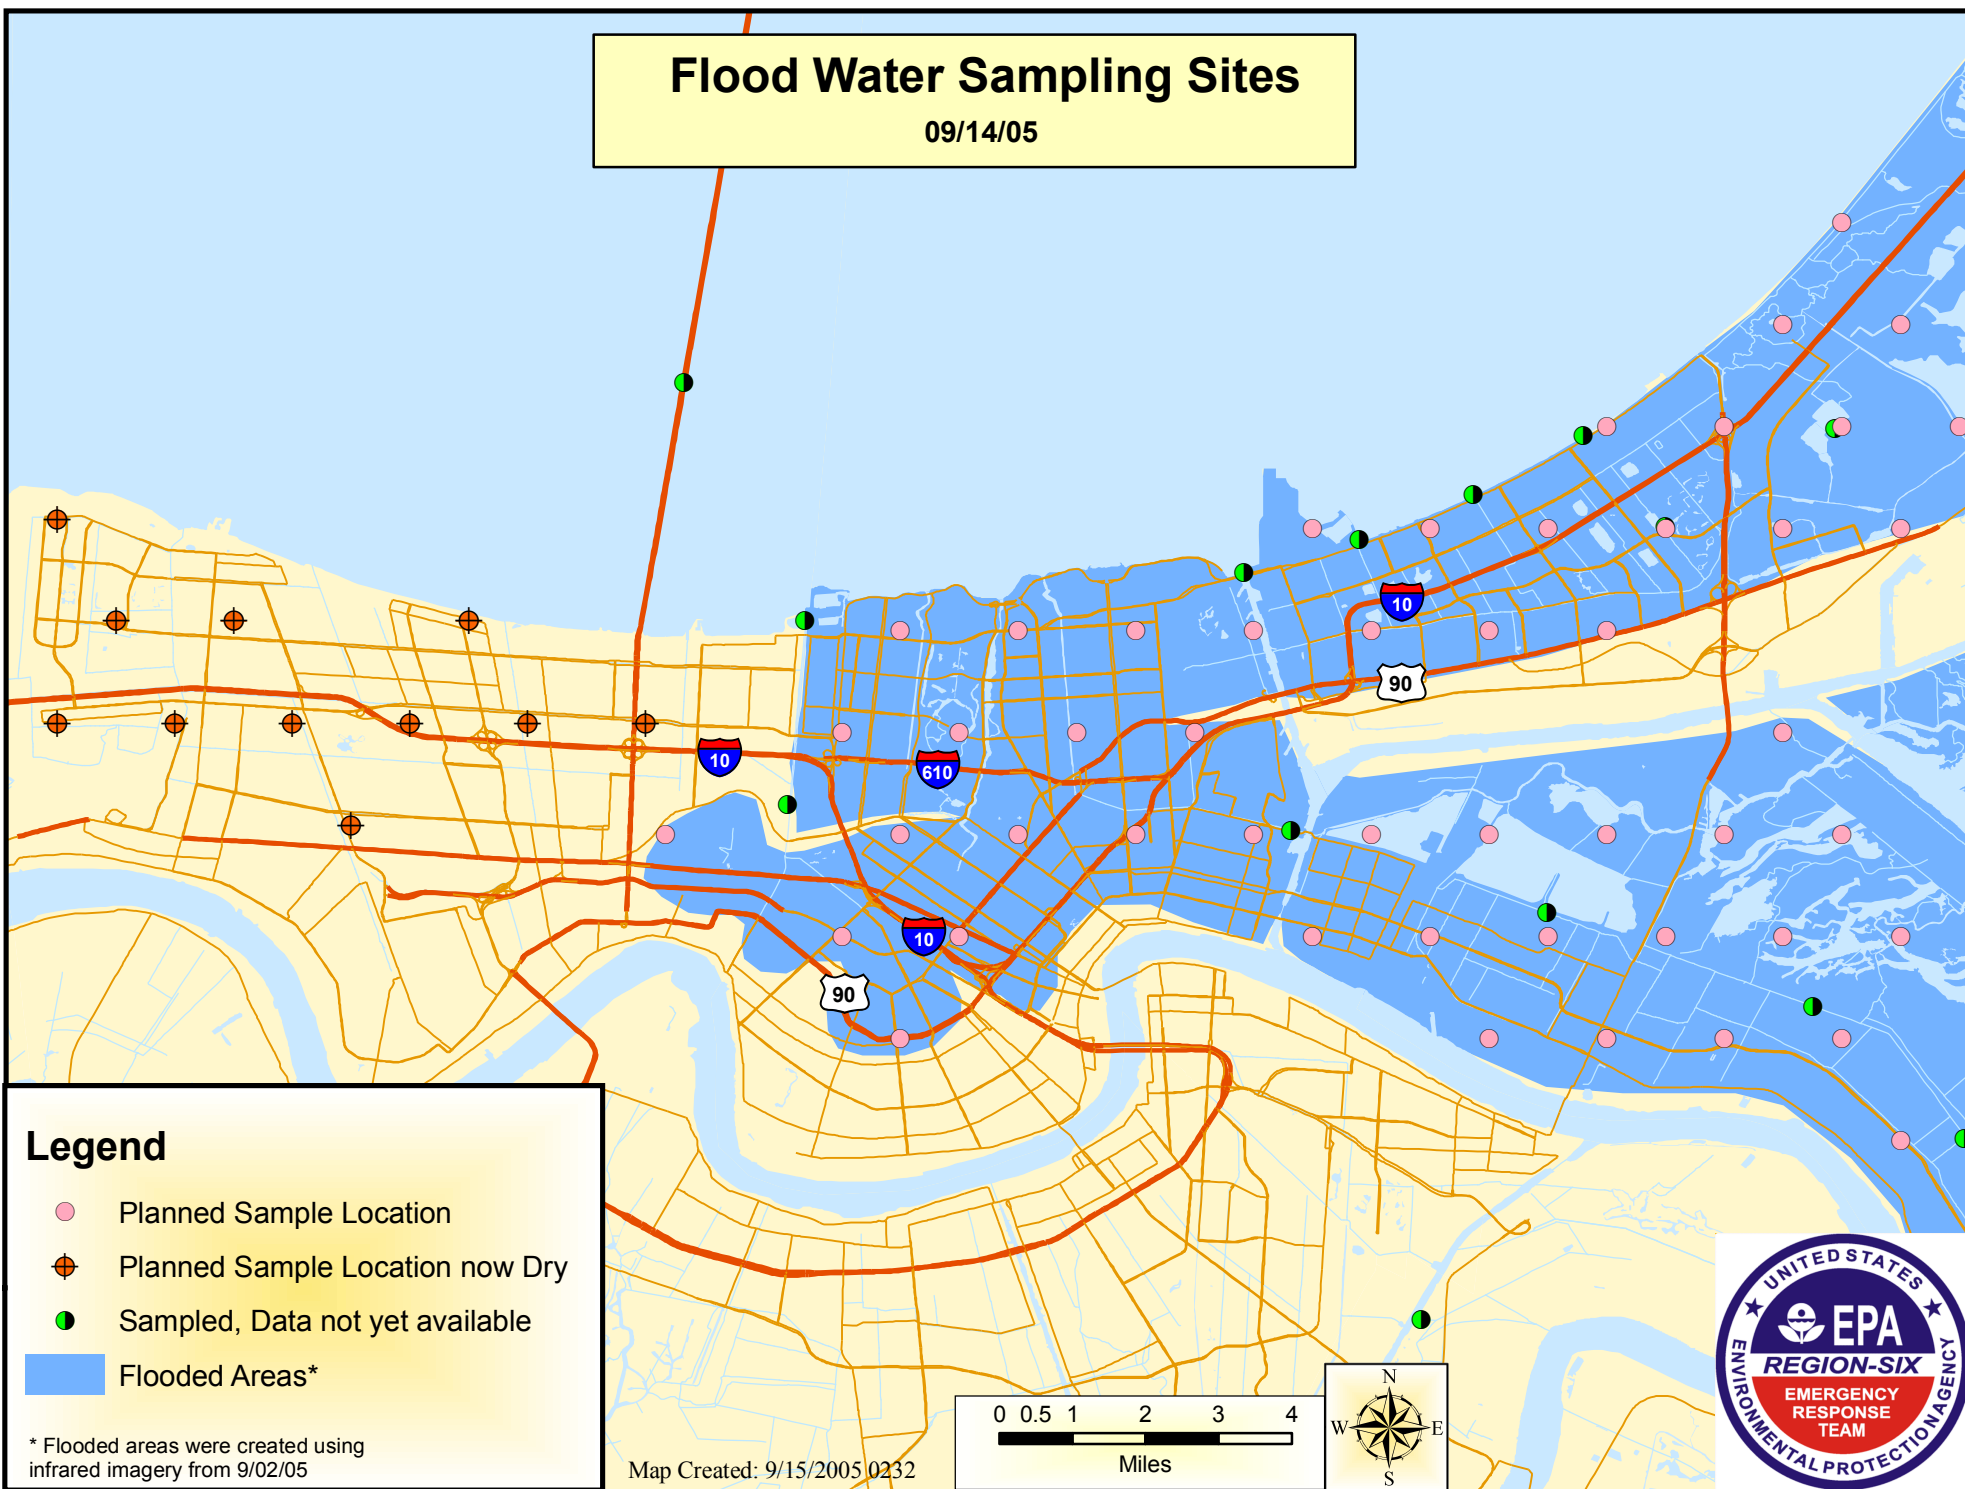 Flood Water Sampling Sites
09/14/05
10
90
10
610
10
90
Legend
Planned Sample Location
Planned Sample Location now Dry
Sampled, Data not yet available
Flooded Areas*
* Flooded areas were created using
infrared imagery from 9/02/05
Map Created: 9/15/2005 0232
0 0.5 1 2 3 4
Miles
N
W E
S
UNITED STATES
EPA
REGION-SIX
EMERGENCY
RESPONSE
TEAM
ENVIRONMENTAL PROTECTION AGENCY